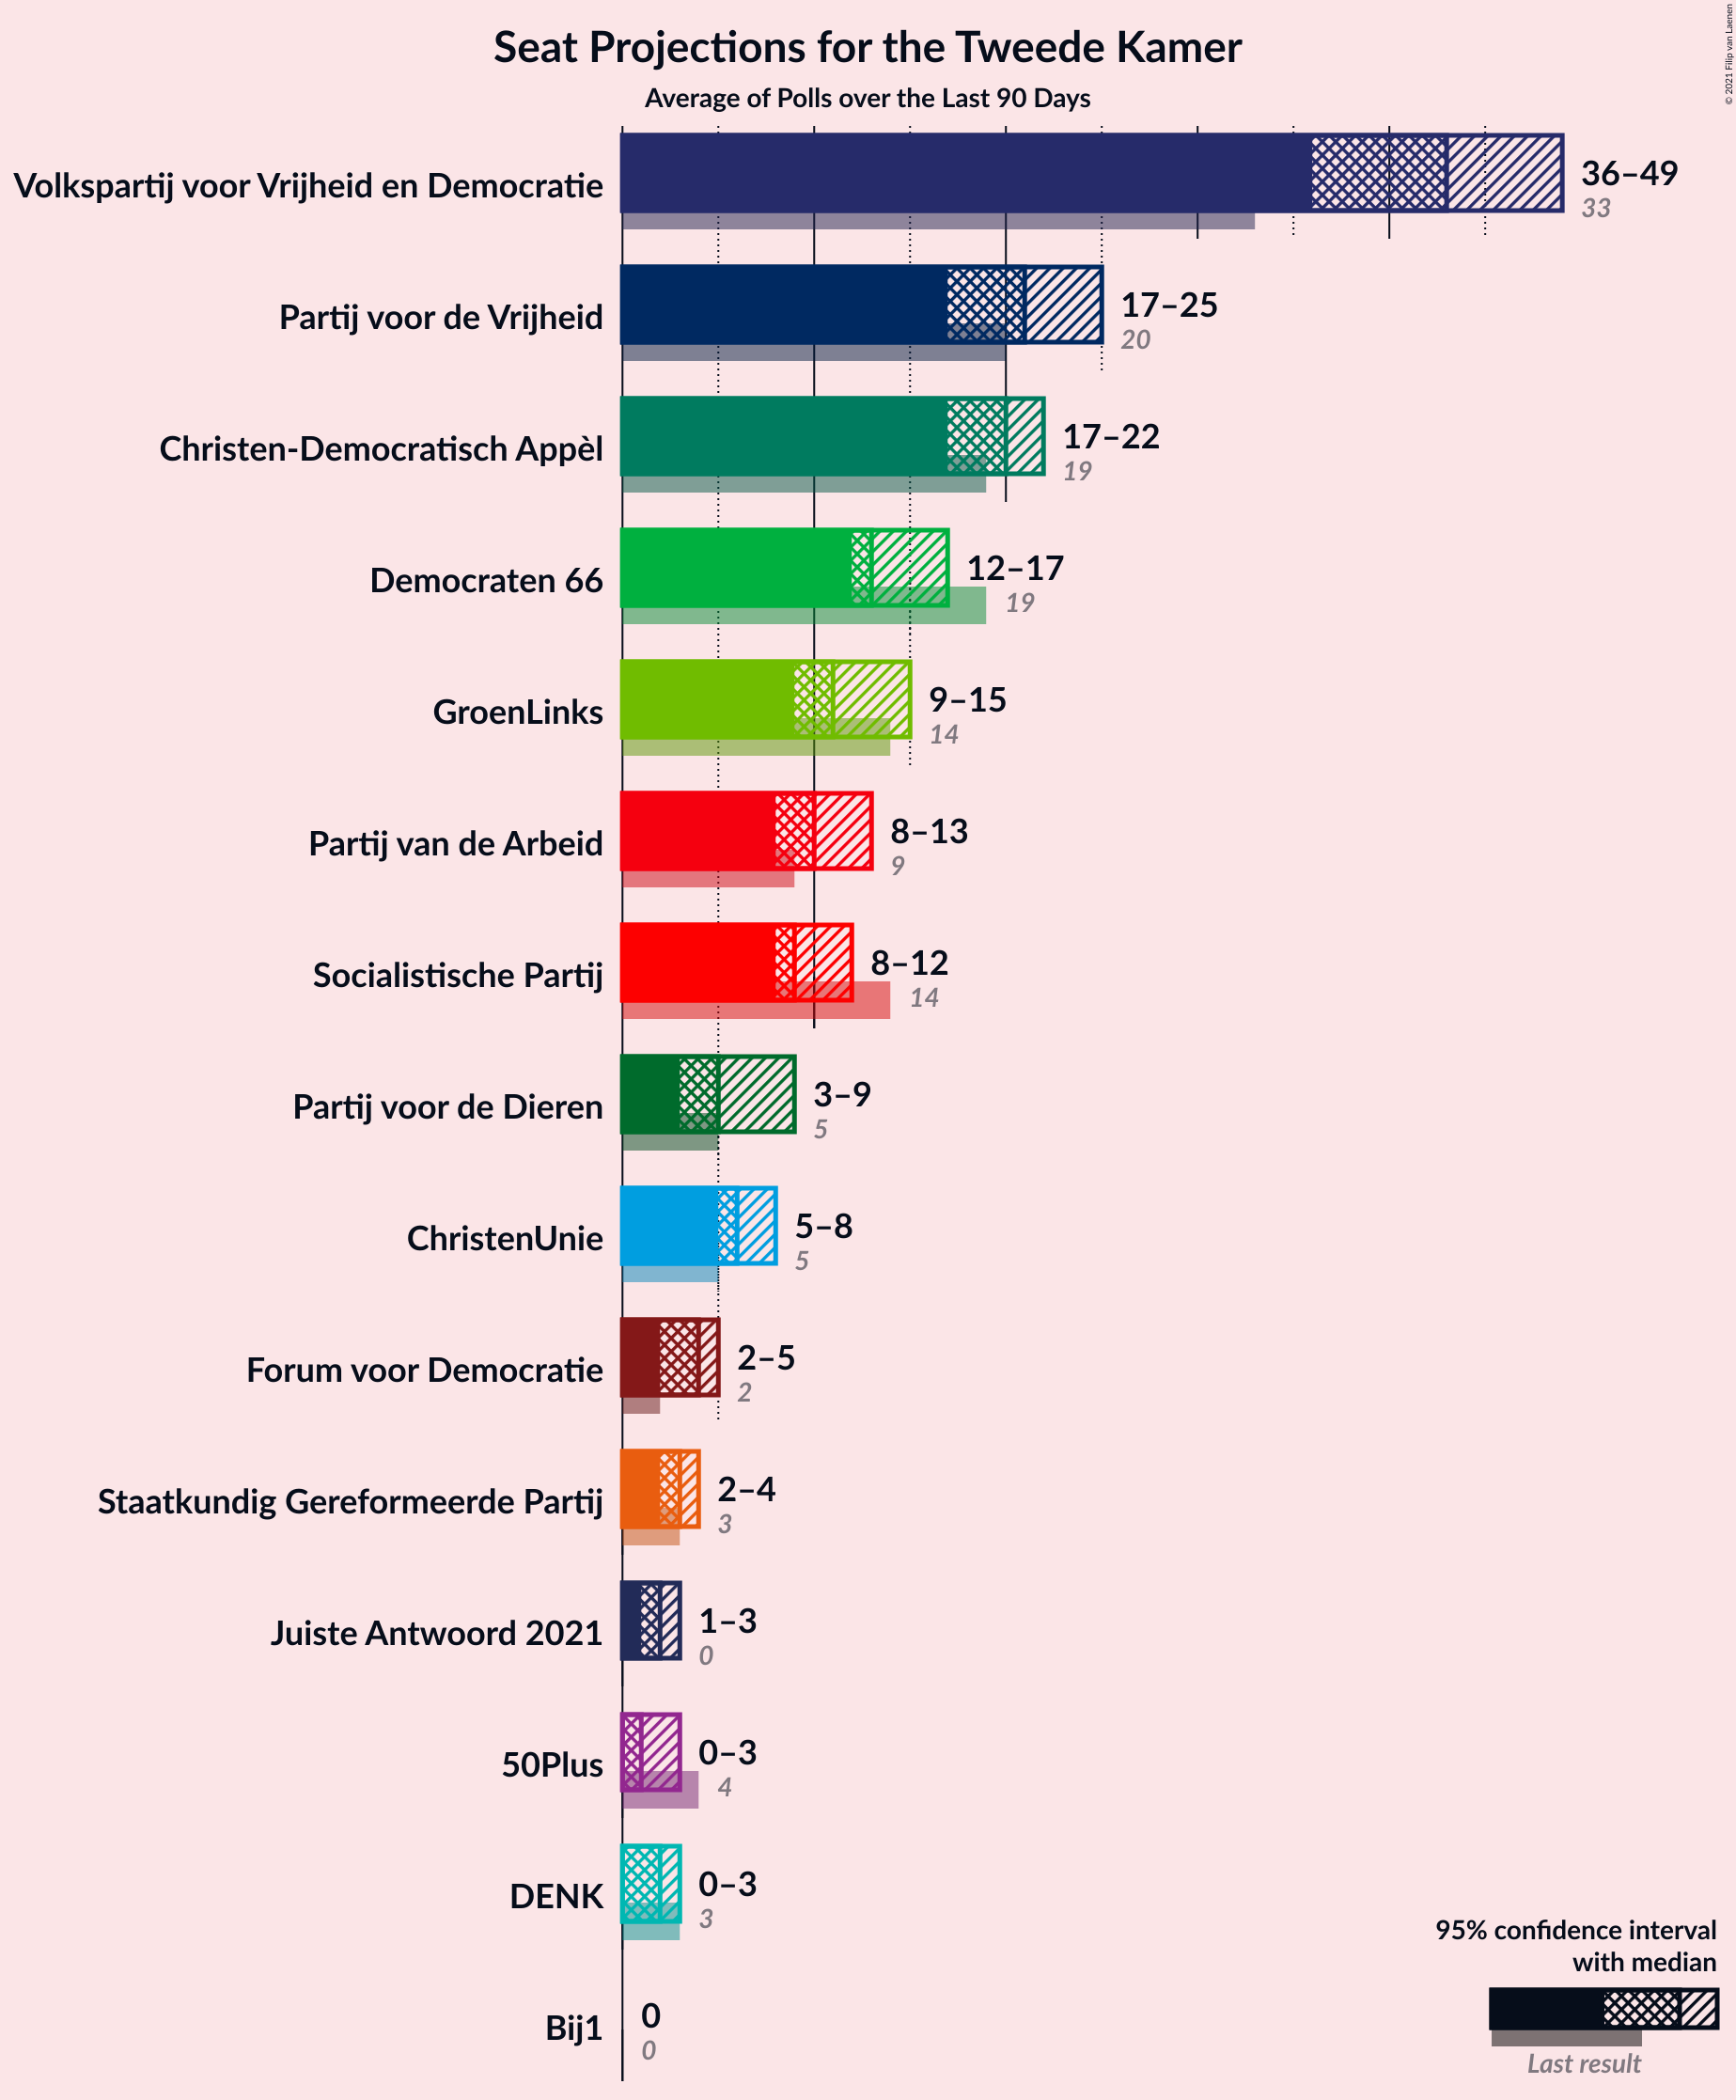 Seat Projections for the Tweede Kamer
Average of Polls over the Last 90 Days
© 2021 Filip van Laenen
Volkspartij voor Vrijheid en Democratie
36–49
33
Partij voor de Vrijheid
17–25
20
Christen-Democratisch Appèl
17–22
19
Democraten 66
12–17
19
GroenLinks
9–15
14
Partij van de Arbeid
8–13
9
Socialistische Partij
8–12
14
Partij voor de Dieren
3–9
5
ChristenUnie
5–8
5
Forum voor Democratie
2–5
2
Staatkundig Gereformeerde Partij
2–4
3
Juiste Antwoord 2021
1–3
0
50Plus
0–3
4
DENK
0–3
3
Bij1
0
0
95% confidence interval
with median
Last result